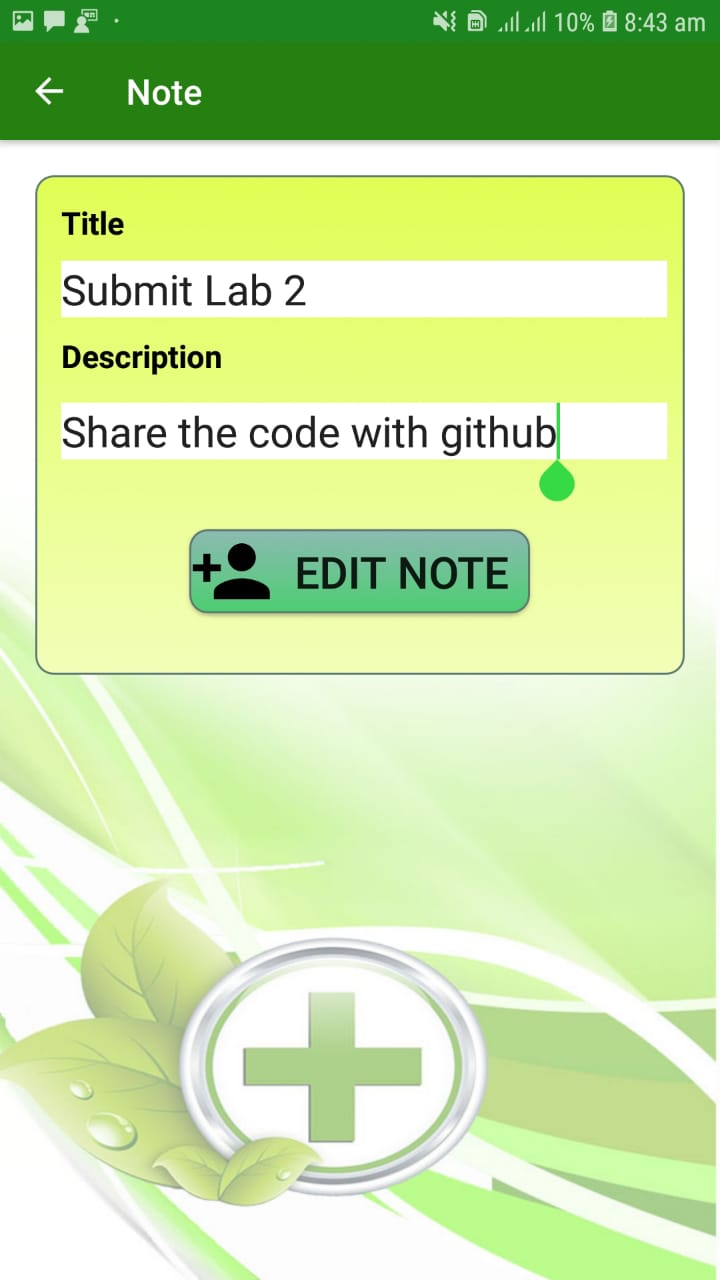 10% 8:43 am
Note
Title
Submit Lab 2
Description
Share the code with github
EDIT NOTE